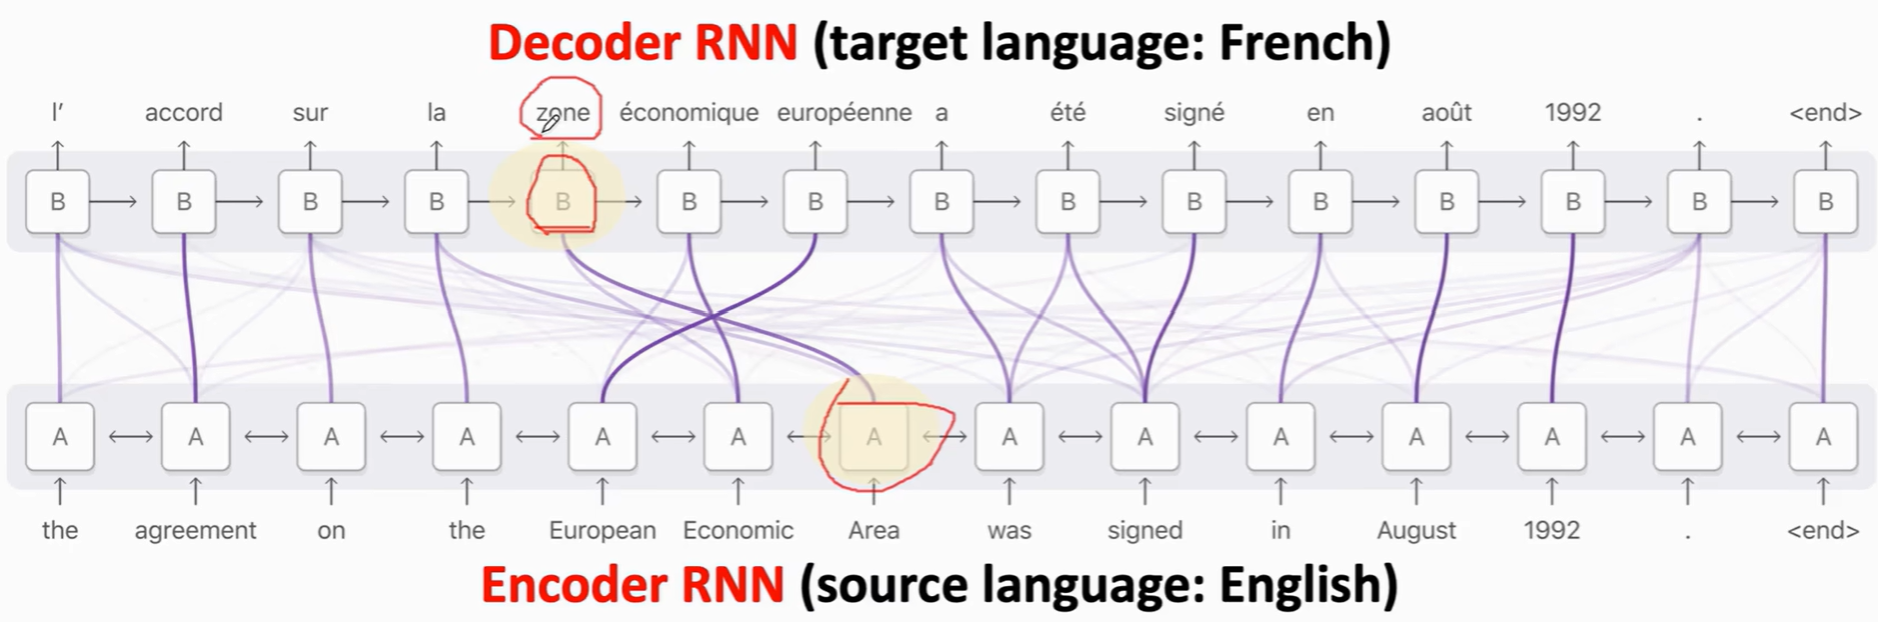 Decoder RNN (target language: French)
l' accord sur la zone économique européenne a été signé en août 1992 . <end>
B B B B B B B B B B B B B B B
A A A A A A A A A A A A A A
the agreement on the European Economic Area was signed in August 1992 . <end>
Encoder RNN (source language: English)